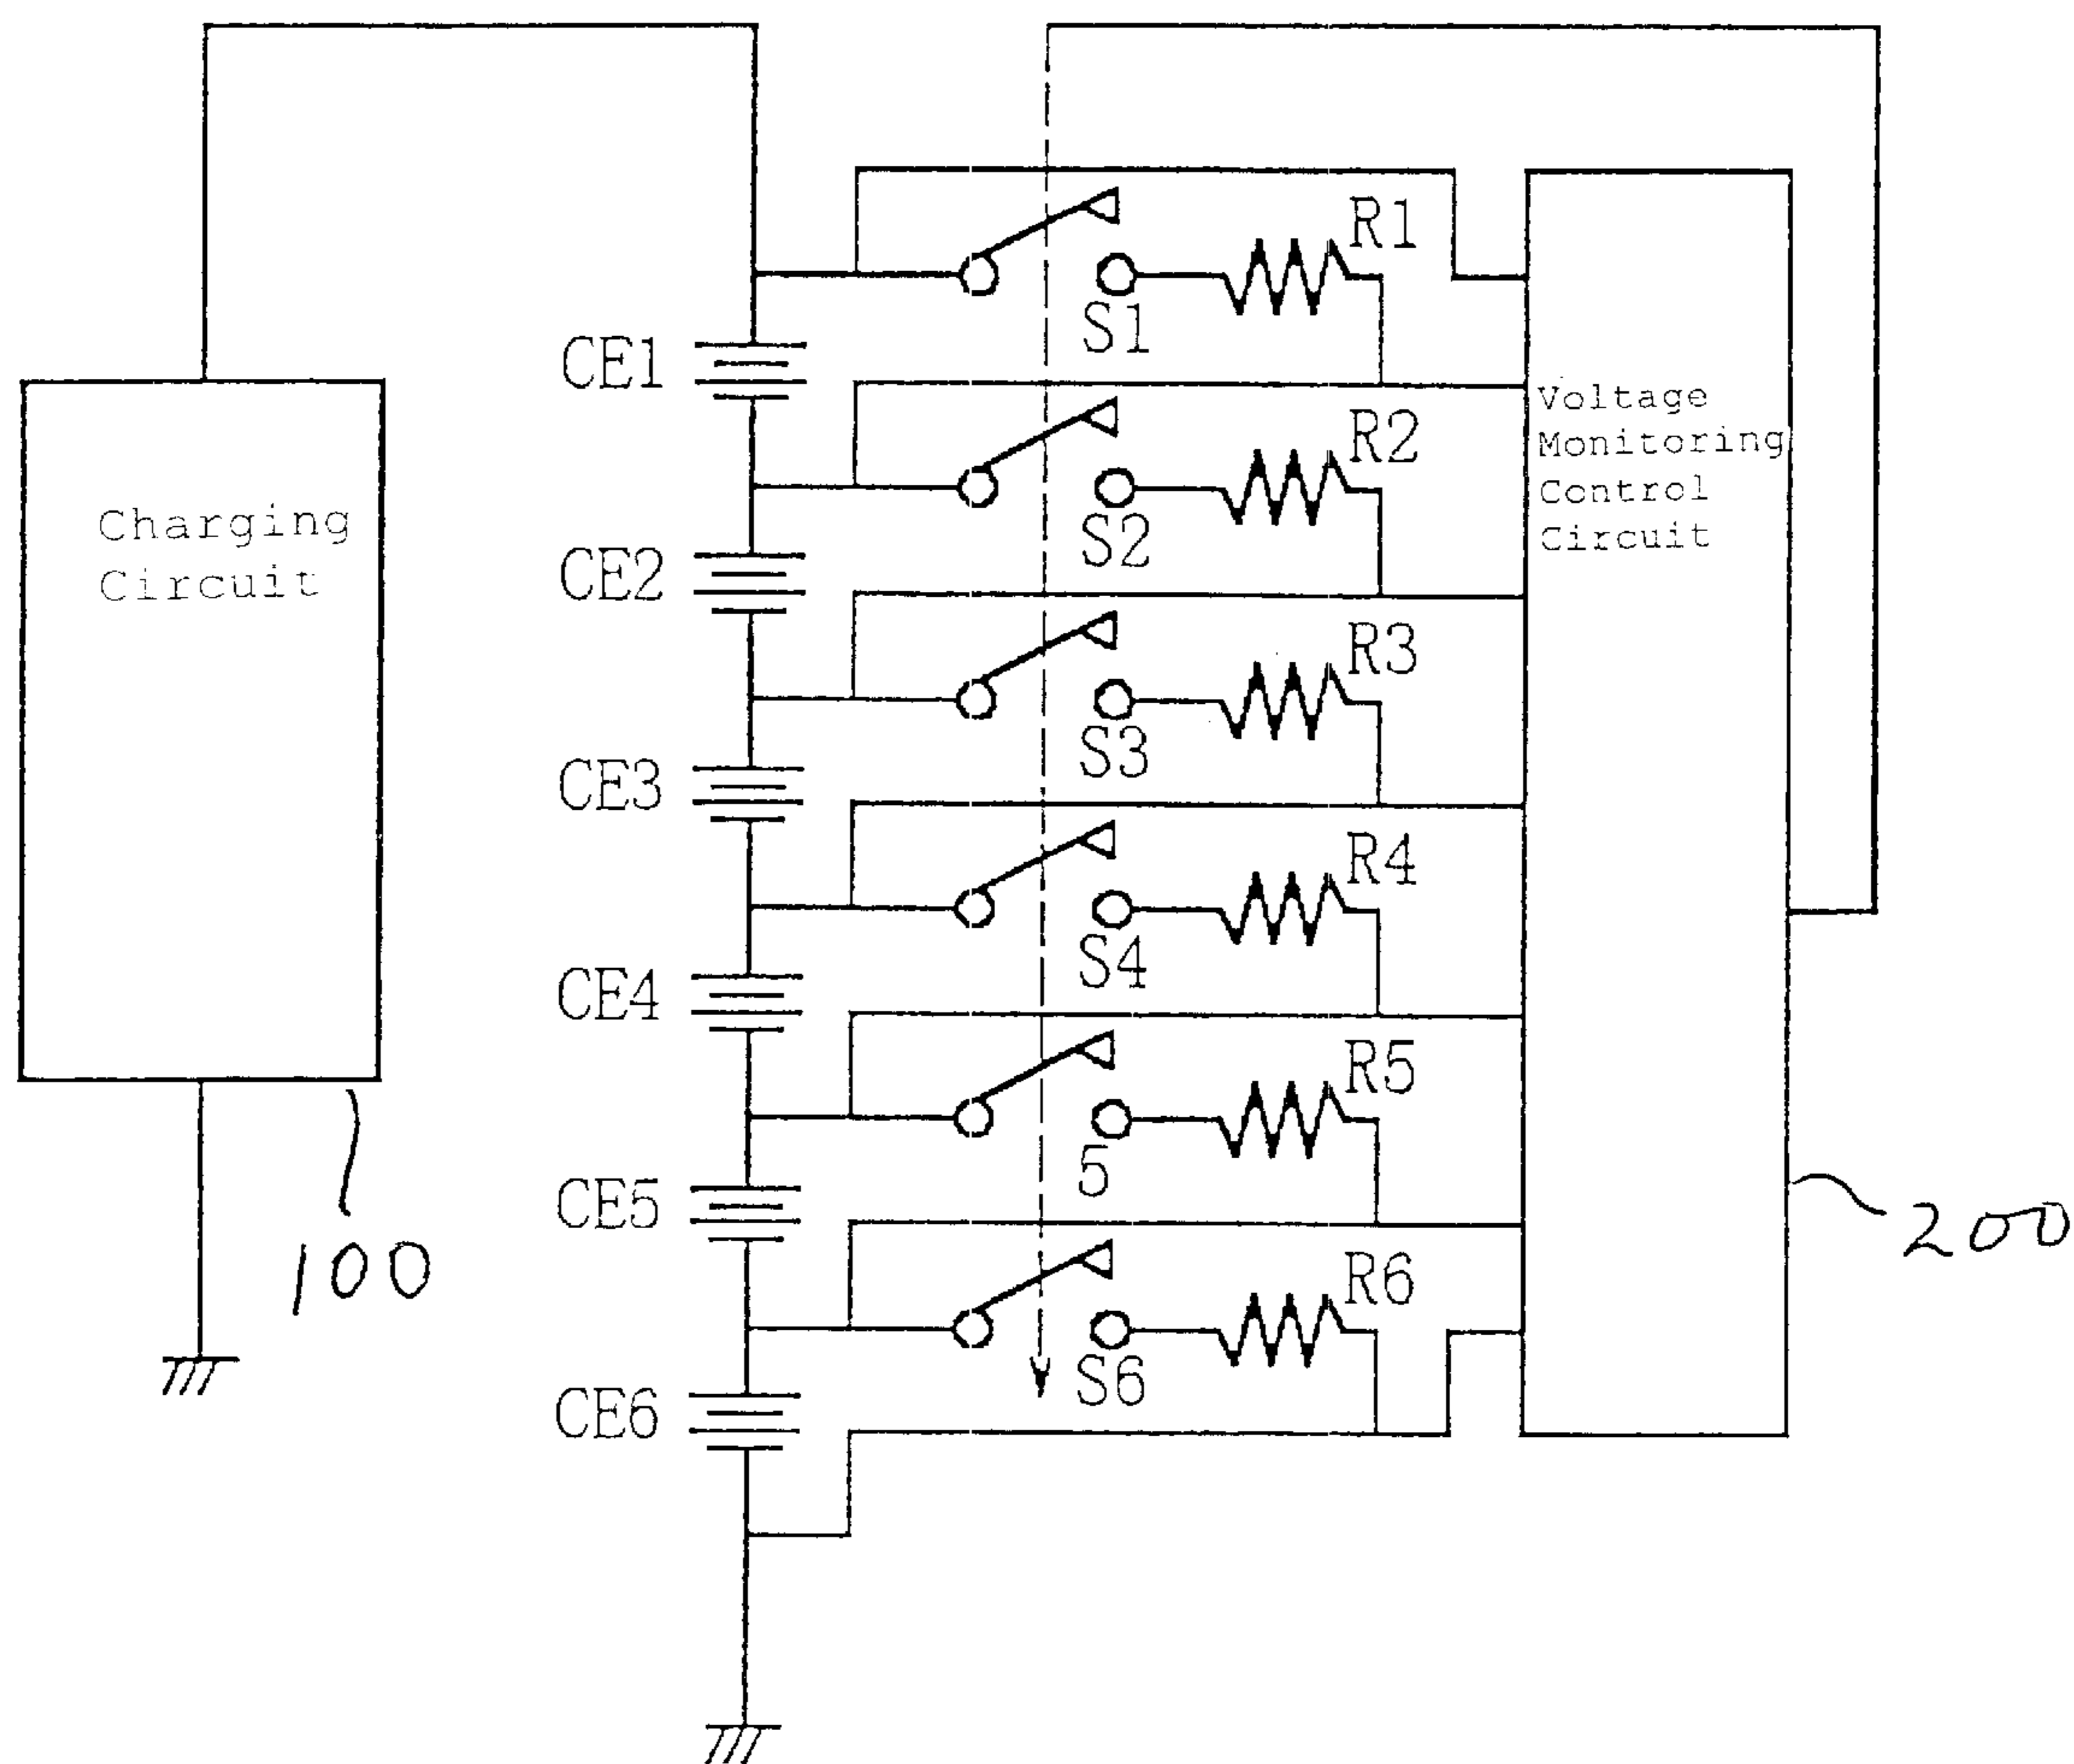 R1
S1
CE1
Voltage
Monitoring
Control
Circuit
R2
S2
Charging
Circuit
CE2
R3
S3
CE3
R4
S4
CE4
R5
5
CE5
200
100
R6
S6
CE6